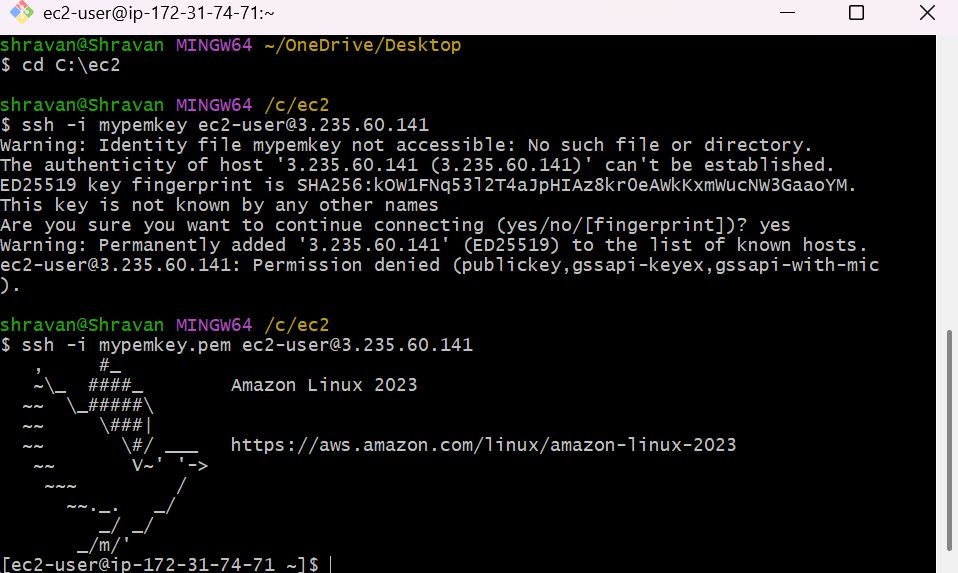 ec2-user@ip-172-31-74-71:~
shravan@Shravan MINGW64 ~/OneDrive/Desktop
$ cd C:\ec2
shravan@Shravan MINGW64 /c/ec2
$ ssh -i mypemkey ec2-user@3.235.60.141
Warning: Identity file mypemkey not accessible: No such file or directory.
The authenticity of host '3.235.60.141 (3.235.60.141)' can't be established.
ED25519 key fingerprint is SHA256:kOW1FNq53l2T4aJpHIAz8kr0eAWkKxmWucNW3GaaoYM.
This key is not known by any other names
Are you sure you want to continue connecting (yes/no/[fingerprint])? yes
Warning: Permanently added '3.235.60.141' (ED25519) to the list of known hosts.
ec2-user@3.235.60.141: Permission denied (publickey,gssapi-keyex,gssapi-with-mic
).
shravan@Shravan MINGW64 /c/ec2
$ ssh -i mypemkey.pem ec2-user@3.235.60.141
   ,     #_
   ~\_  ####_        Amazon Linux 2023
  ~~  \_#####\
  ~~     \###|
  ~~       \#/ ___   https://aws.amazon.com/linux/amazon-linux-2023
   ~~       V~' '->
    ~~~         /
      ~~._.   _/
         _/ _/
       _/m/'
[ec2-user@ip-172-31-74-71 ~]$